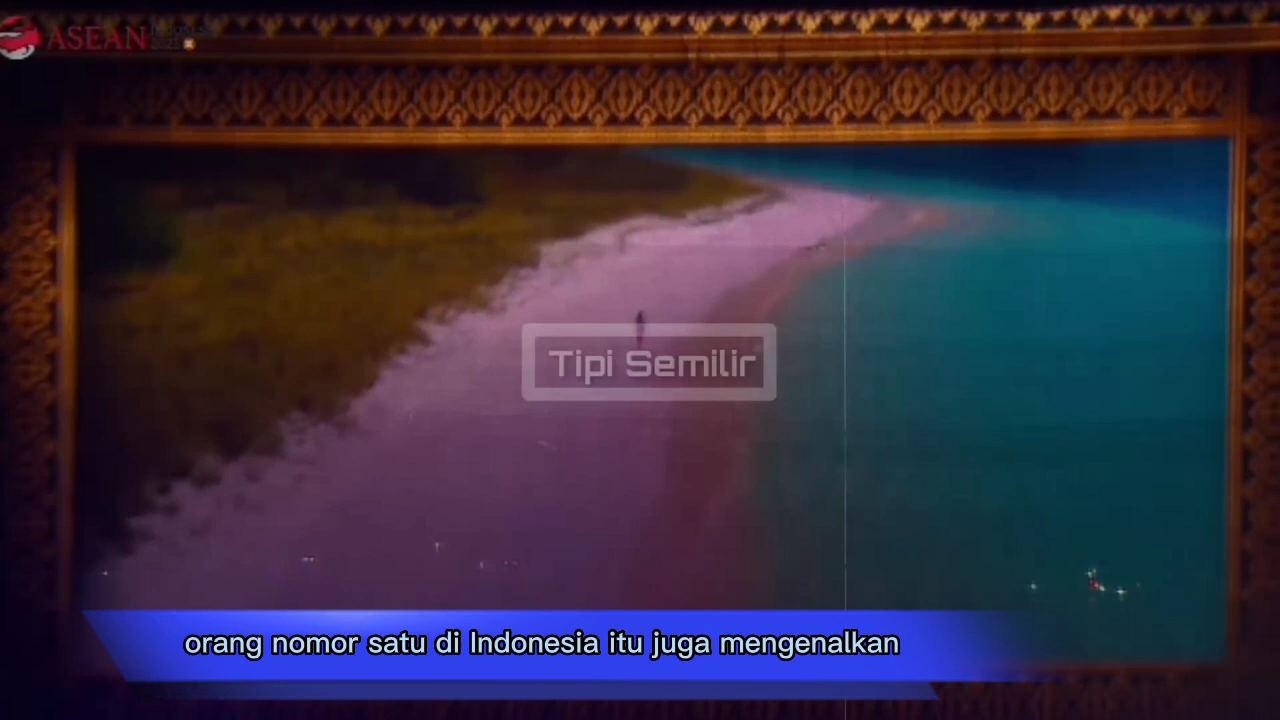 ASEAN
Tipi Semilir
orang nomor satu di Indonesia itu juga mengenalkan